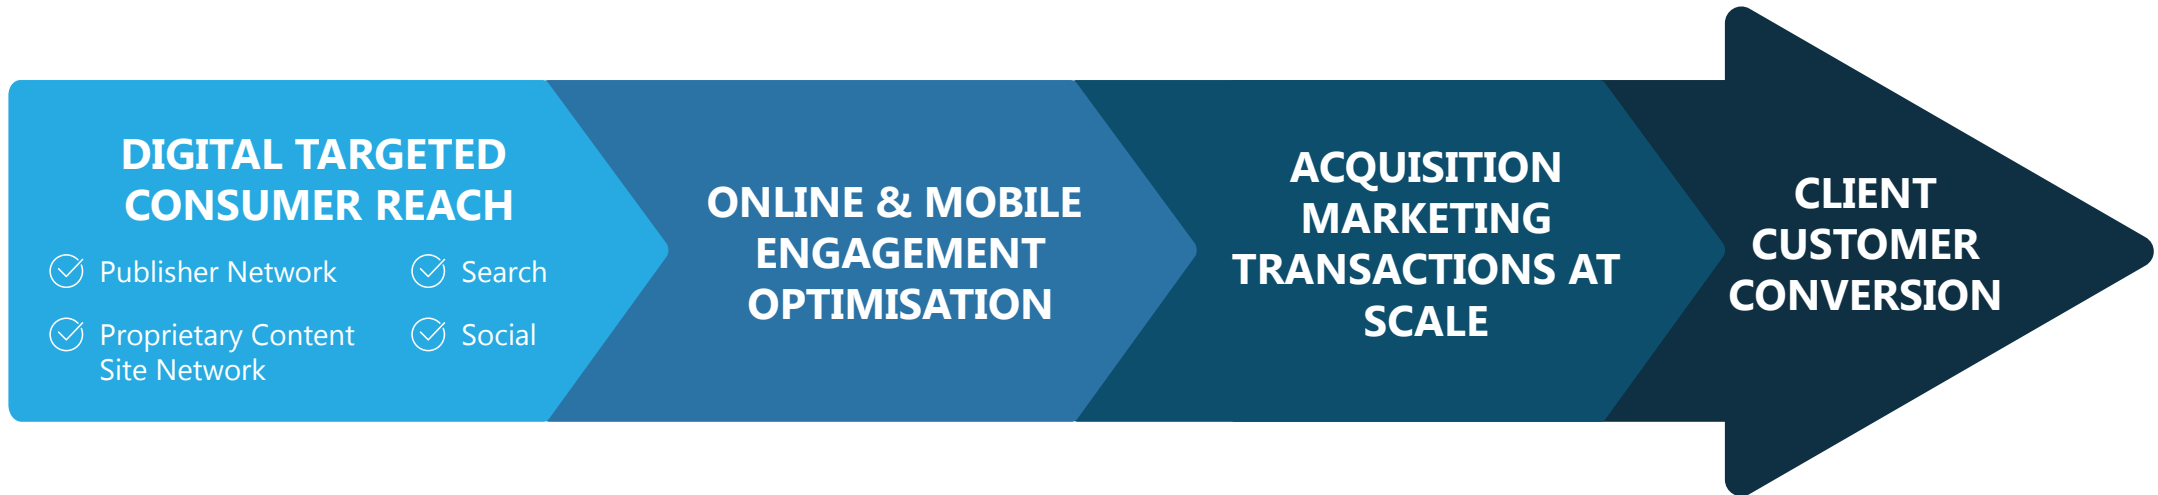 DIGITAL TARGETED
CONSUMER REACH
Publisher Network
Search
Proprietary Content
Site Network
Social
ONLINE & MOBILE
ENGAGEMENT
OPTIMISATION
ACQUISITION
MARKETING
TRANSACTIONS AT
SCALE
CLIENT
CUSTOMER
CONVERSION